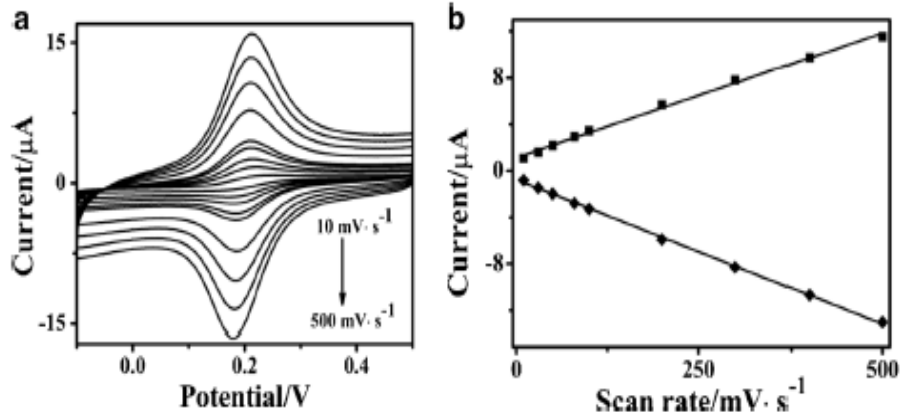 a
15
0
-15
Current/μA
10 mV· s⁻¹
500 mV· s⁻¹
0.0 0.2 0.4
Potential/V
b
8
0
-8
Current/μA
0 250 500
Scan rate/mV· s⁻¹